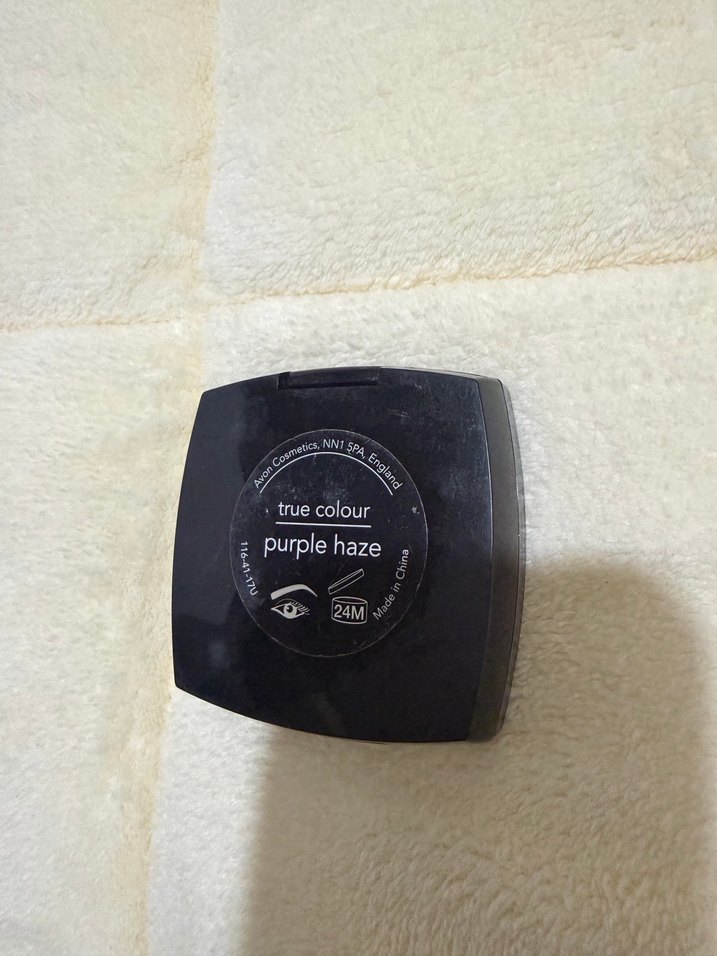 Avon Cosmetics, NN1 5PA, England
true colour
purple haze
116-41-17U
24M
Made in China